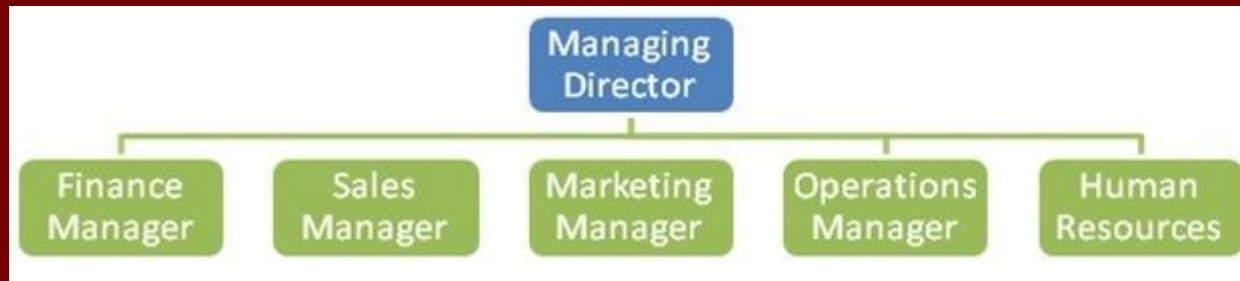 Managing
Director
Finance
Manager
Sales
Manager
Marketing
Manager
Operations
Manager
Human
Resources